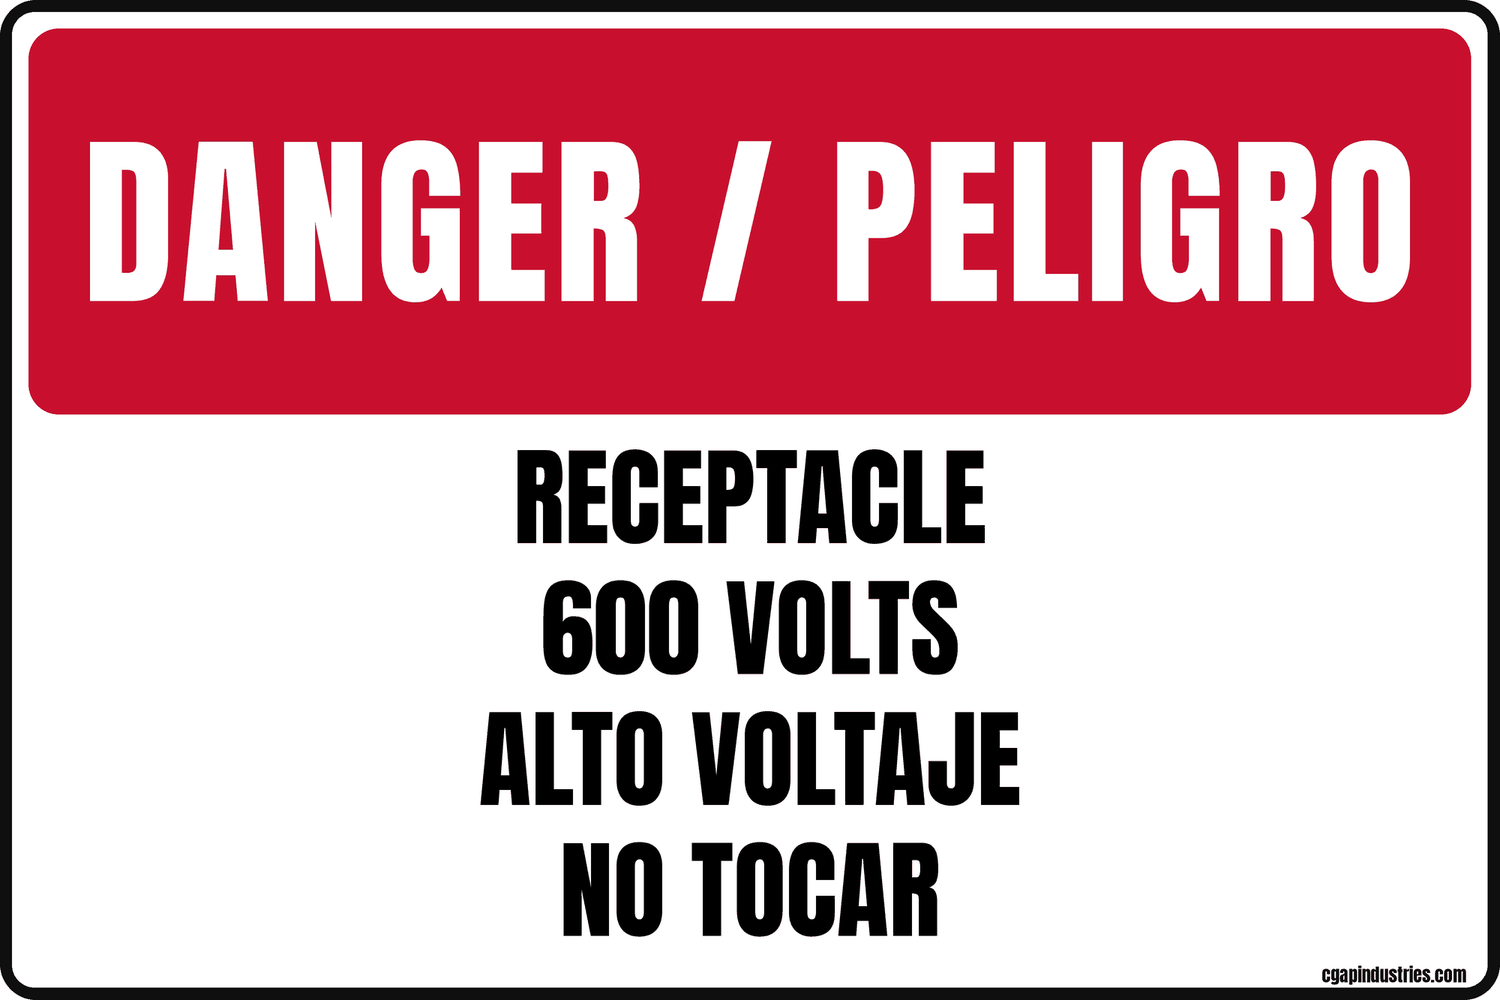 DANGER / PELIGRO
RECEPTACLE
600 VOLTS
ALTO VOLTAJE
NO TOCAR
cgapindustries.com